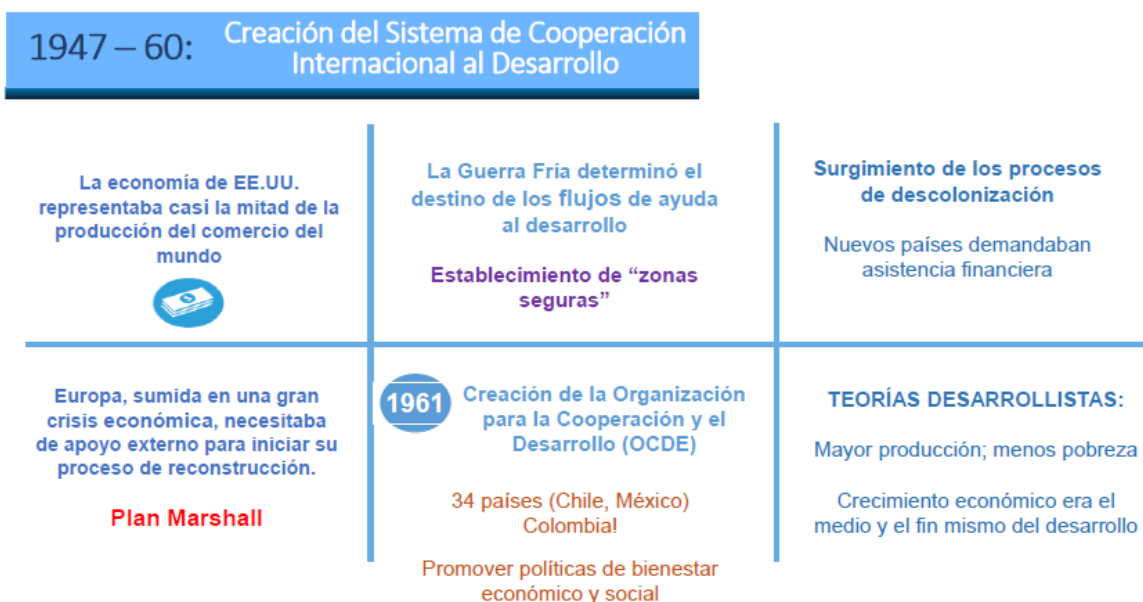 1947 – 60:
Creación del Sistema de Cooperación
Internacional al Desarrollo
La economía de EE.UU.
representaba casi la mitad de la
producción del comercio del
mundo
La Guerra Fría determinó el
destino de los flujos de ayuda
al desarrollo
Establecimiento de “zonas
seguras”
Surgimiento de los procesos
de descolonización
Nuevos países demandaban
asistencia financiera
Europa, sumida en una gran
crisis económica, necesitaba
de apoyo externo para iniciar su
proceso de reconstrucción.
Plan Marshall
1961
Creación de la Organización
para la Cooperación y el
Desarrollo (OCDE)
34 países (Chile, México)
Colombia!
Promover políticas de bienestar
económico y social
TEORÍAS DESARROLLISTAS:
Mayor producción; menos pobreza
Crecimiento económico era el
medio y el fin mismo del desarrollo